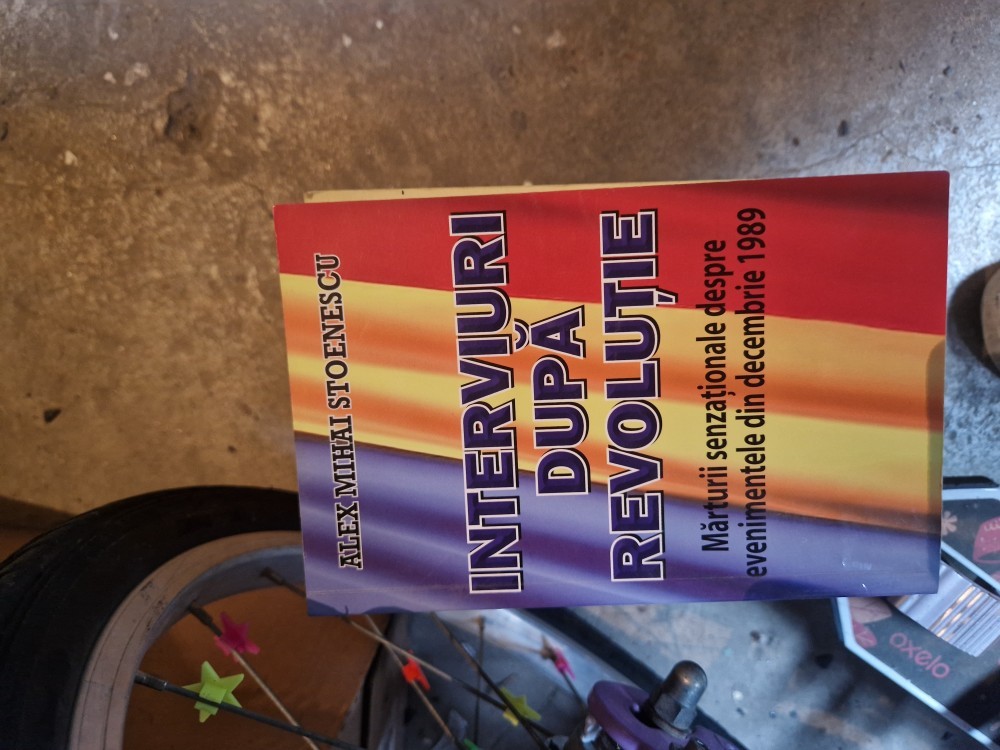 ALEX MIHAI STOENESCU
INTERVIURI
DUPĂ
REVOLUȚIE
Mărturii senzaționale despre
evenimentele din decembrie 1989
oxelo